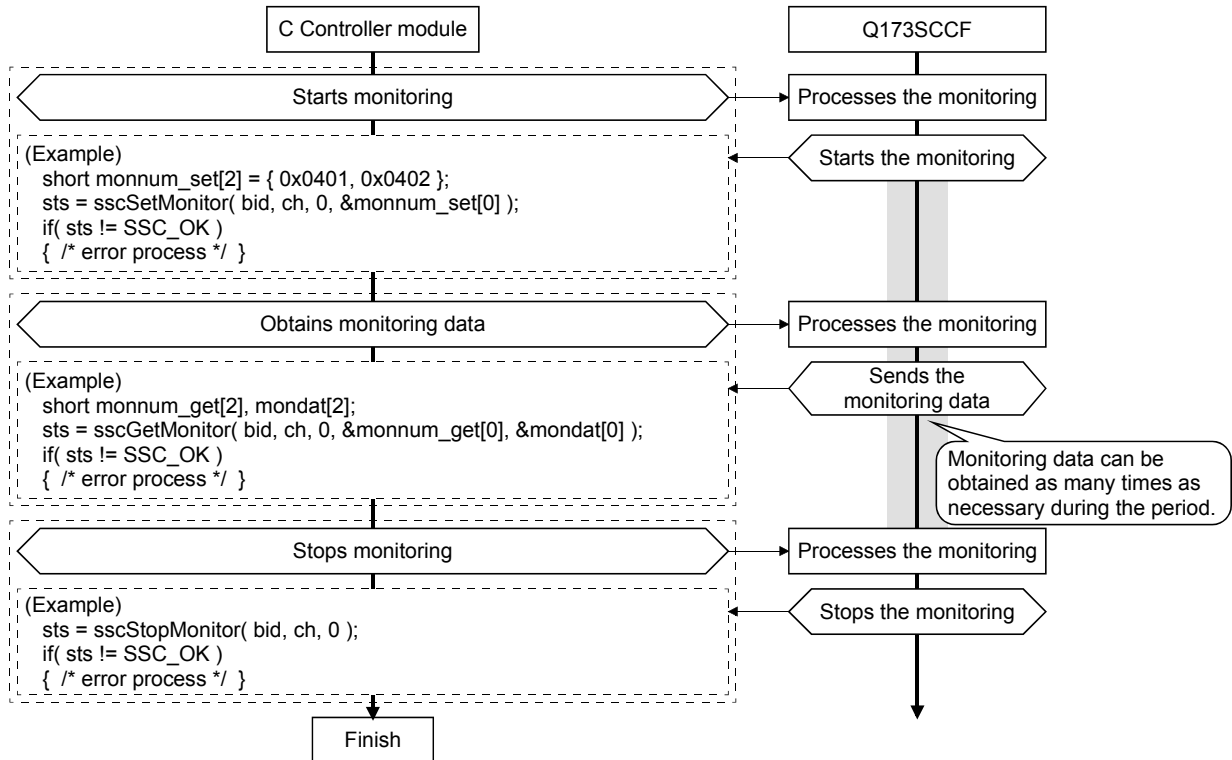 C Controller module
Q173SCCF
Starts monitoring
Processes the monitoring
(Example)
short monnum_set[2] = { 0x0401, 0x0402 };
sts = sscSetMonitor( bid, ch, 0, &monnum_set[0] );
if( sts != SSC_OK )
{ /* error process */ }
Starts the monitoring
Obtains monitoring data
Processes the monitoring
(Example)
short monnum_get[2], mondat[2];
sts = sscGetMonitor( bid, ch, 0, &monnum_get[0], &mondat[0] );
if( sts != SSC_OK )
{ /* error process */ }
Sends the
monitoring data
Monitoring data can be
obtained as many times as
necessary during the period.
Stops monitoring
Processes the monitoring
(Example)
sts = sscStopMonitor( bid, ch, 0 );
if( sts != SSC_OK )
{ /* error process */ }
Stops the monitoring
Finish